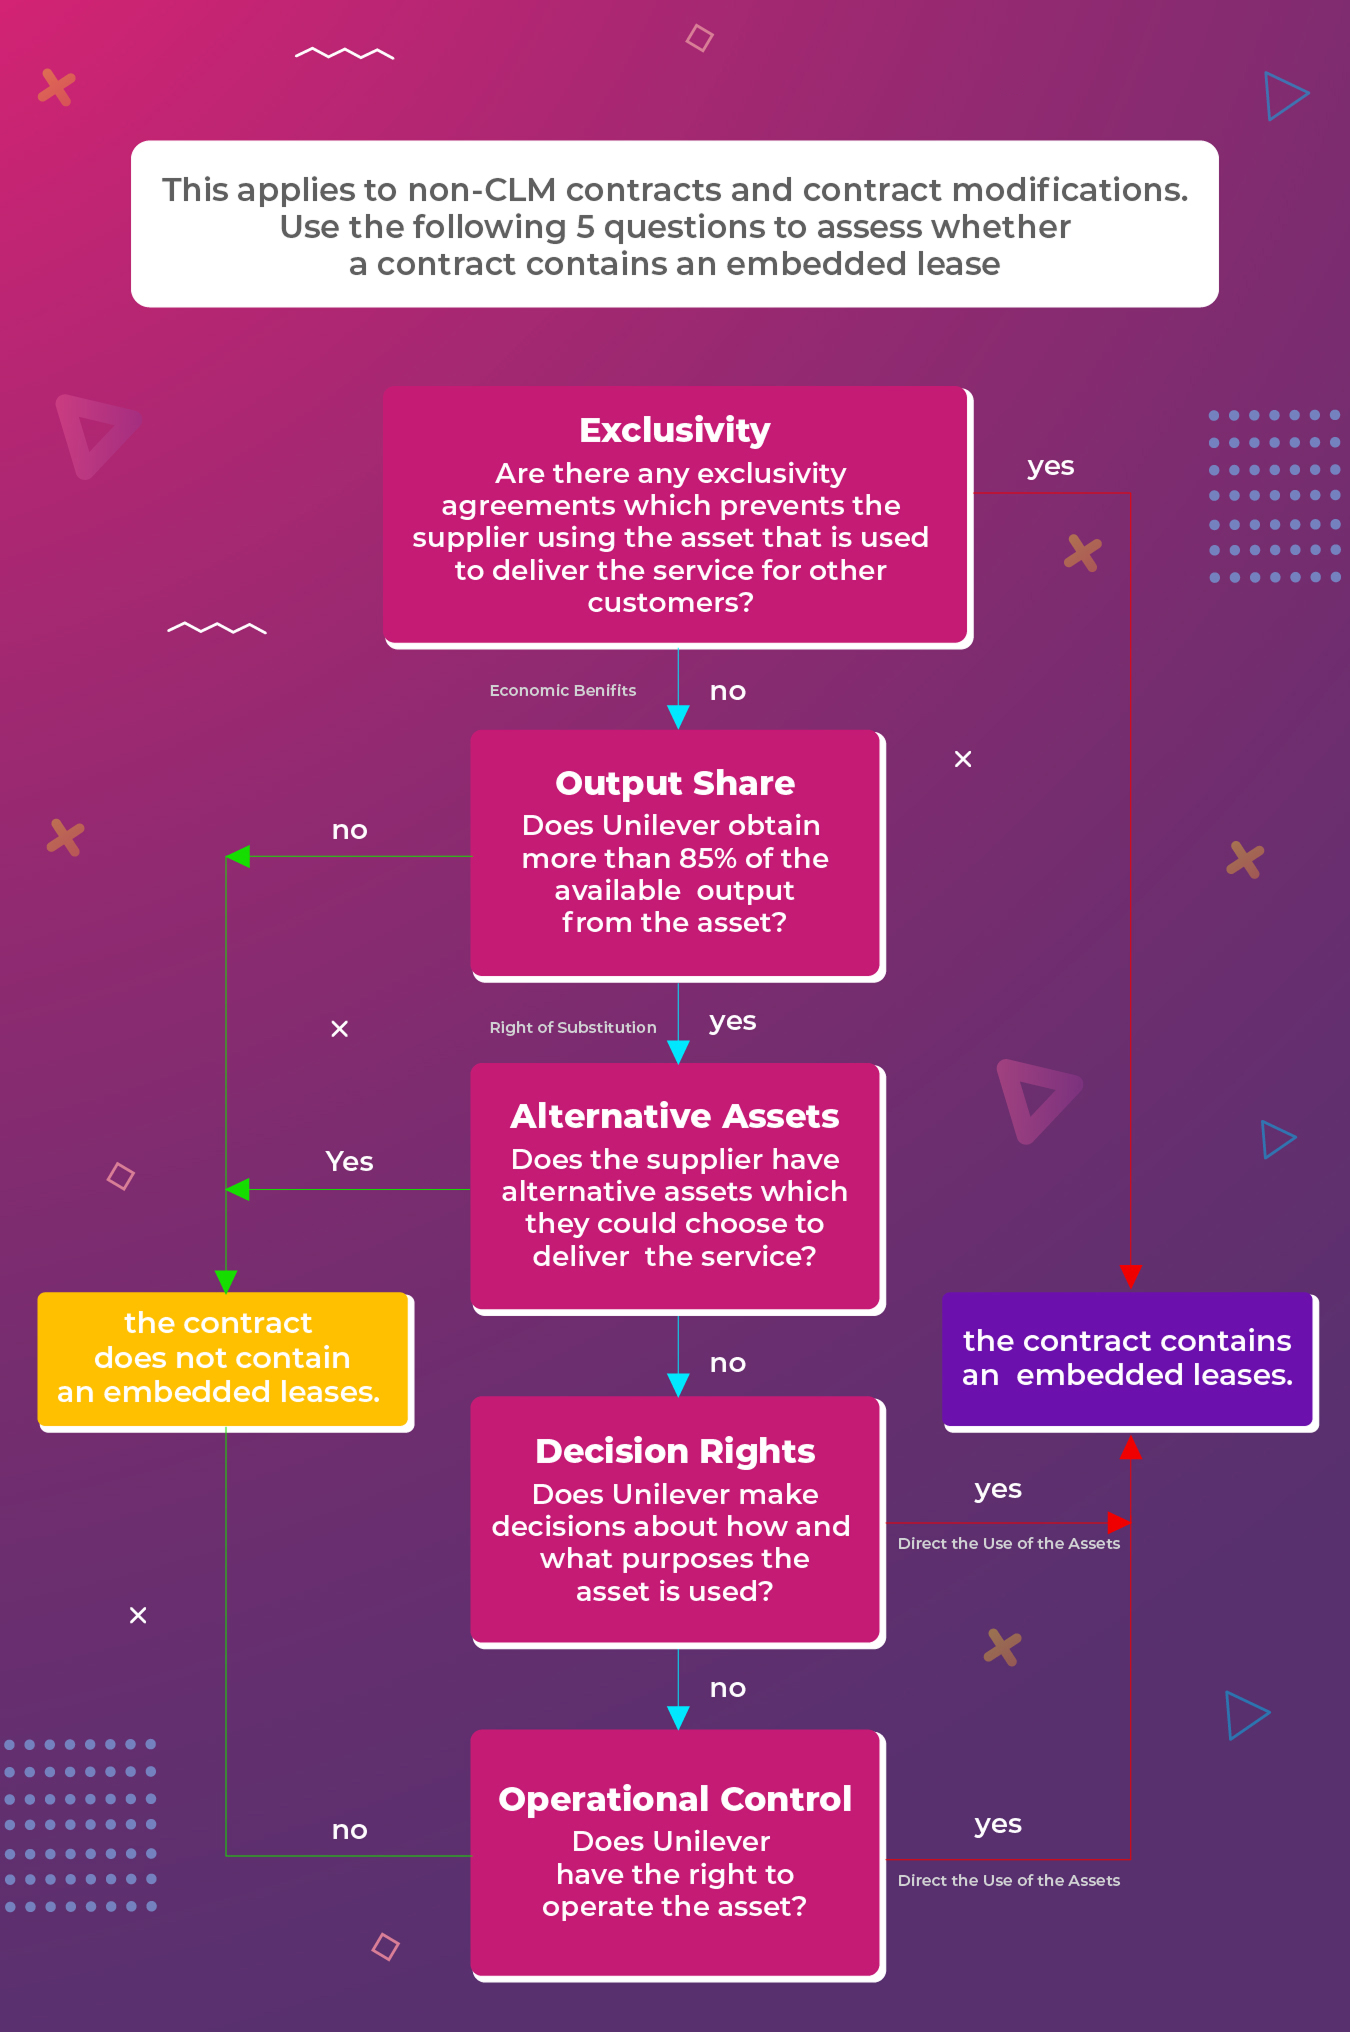 This applies to non-CLM contracts and contract modifications.
Use the following 5 questions to assess whether
a contract contains an embedded lease
Exclusivity
Are there any exclusivity
agreements which prevents the
supplier using the asset that is used
to deliver the service for other
customers?
yes
Economic Benifits
no
Output Share
Does Unilever obtain
more than 85% of the
available output
from the asset?
no
Right of Substitution
yes
Alternative Assets
Does the supplier have
alternative assets which
they could choose to
deliver the service?
Yes
the contract
does not contain
an embedded leases.
the contract contains
an embedded leases.
no
Decision Rights
Does Unilever make
decisions about how and
what purposes the
asset is used?
yes
Direct the Use of the Assets
no
Operational Control
Does Unilever
have the right to
operate the asset?
no
yes
Direct the Use of the Assets